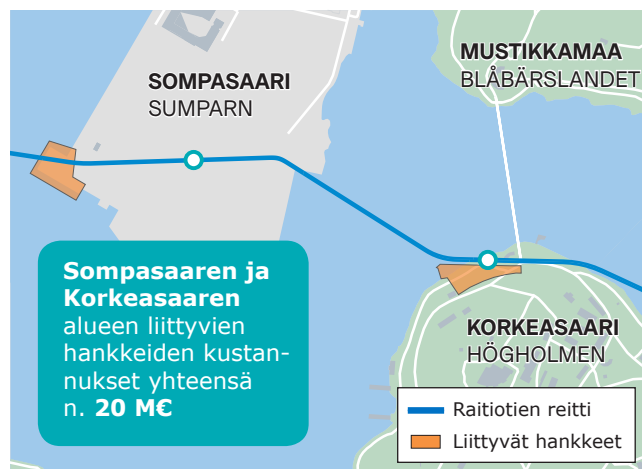 SOMPASAARI
SUMPARN
MUSTIKKAMAA
BLÅBÄRSLANDET
Sompasaaren ja
Korkeasaaren
alueen liittyvien
hankkeiden kustan-
nukset yhteensä
n. 20 M€
KORKEASAARI
HÖGHOLMEN
Raitiotien reitti
Liittyvät hankkeet